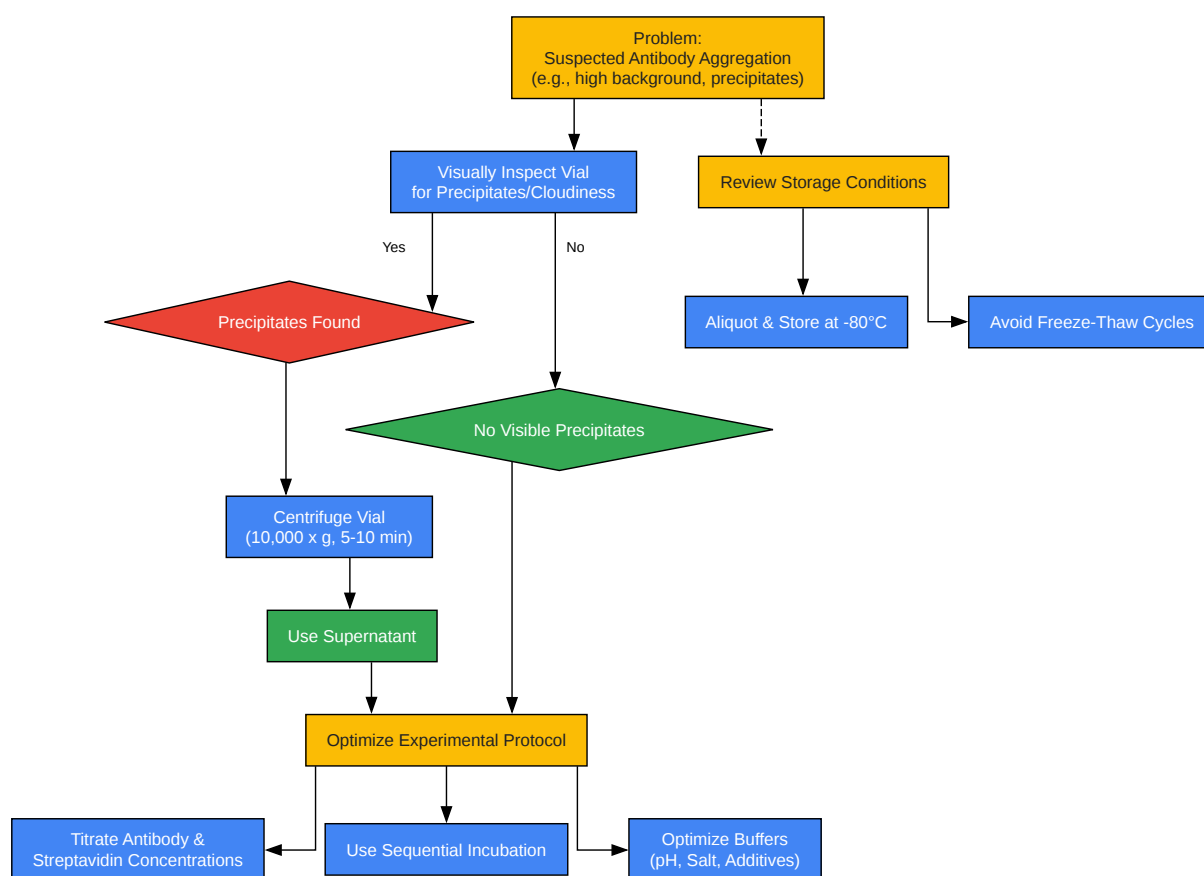 Problem:
Suspected Antibody Aggregation
(e.g., high background, precipitates)
Visually Inspect Vial
for Precipitates/Cloudiness
Review Storage Conditions
Yes
No
Precipitates Found
Aliquot & Store at -80°C
Avoid Freeze-Thaw Cycles
No Visible Precipitates
Centrifuge Vial
(10,000 x g, 5-10 min)
Use Supernatant
Optimize Experimental Protocol
Titrate Antibody &
Streptavidin Concentrations
Use Sequential Incubation
Optimize Buffers
(pH, Salt, Additives)